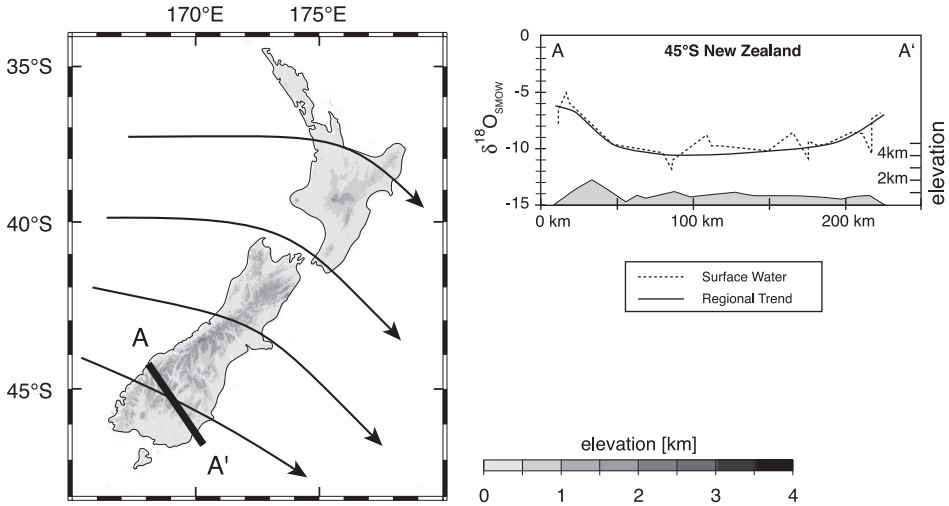 170°E 175°E
35°S
40°S
45°S
A
A'
0
-5
-10
-15
δ18OSMOW
A 45°S New Zealand A‘
4km
2km
elevation
0 km 100 km 200 km
Surface Water
Regional Trend
elevation [km]
0 1 2 3 4